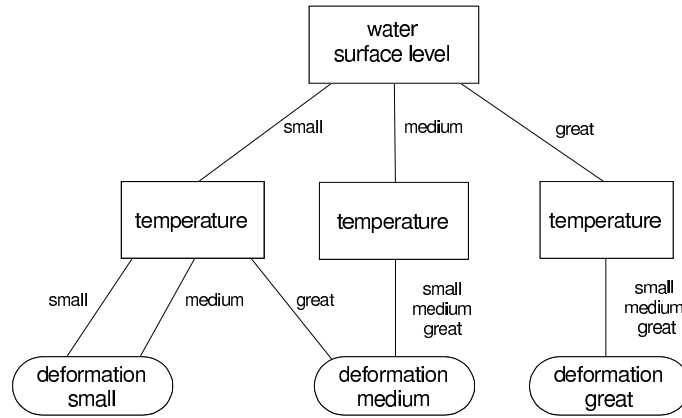 water
surface level
small
medium
great
temperature
temperature
temperature
small
medium
great
small
medium
great
small
medium
great
deformation
small
deformation
medium
deformation
great